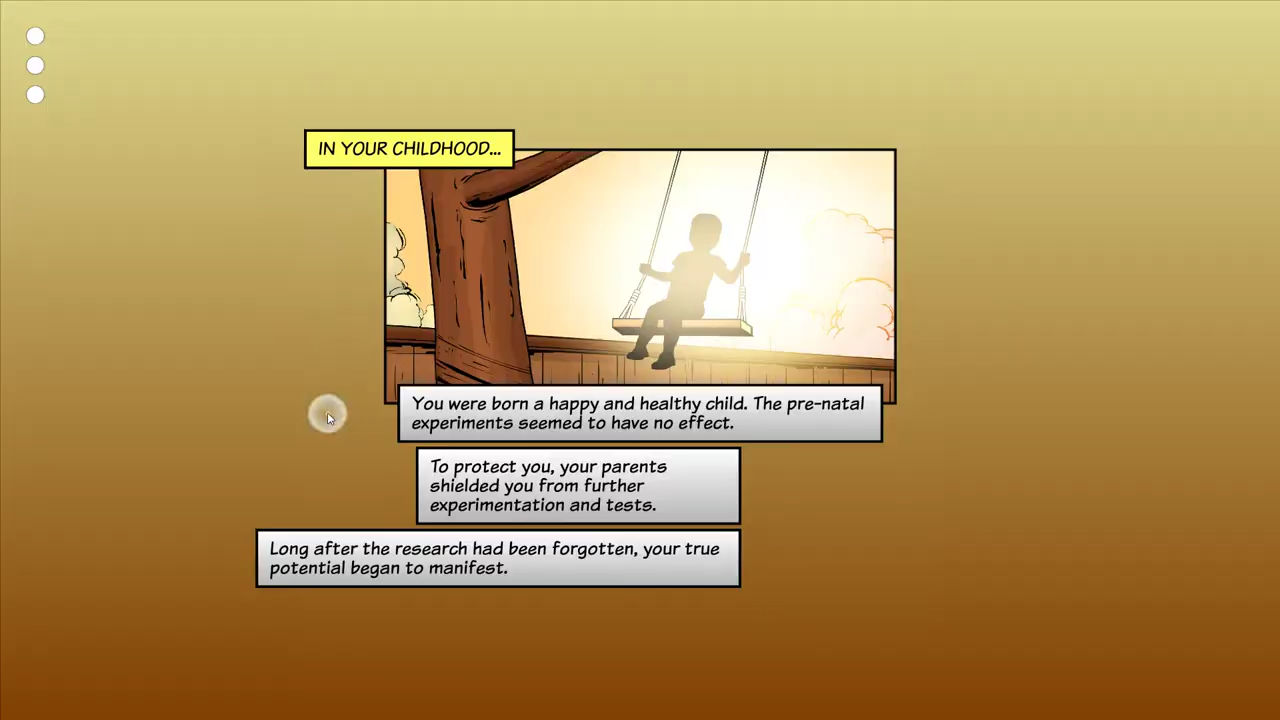 IN YOUR CHILDHOOD...
You were born a happy and healthy child. The pre-natal
experiments seemed to have no effect.
To protect you, your parents
shielded you from further
experimentation and tests.
Long after the research had been forgotten, your true
potential began to manifest.